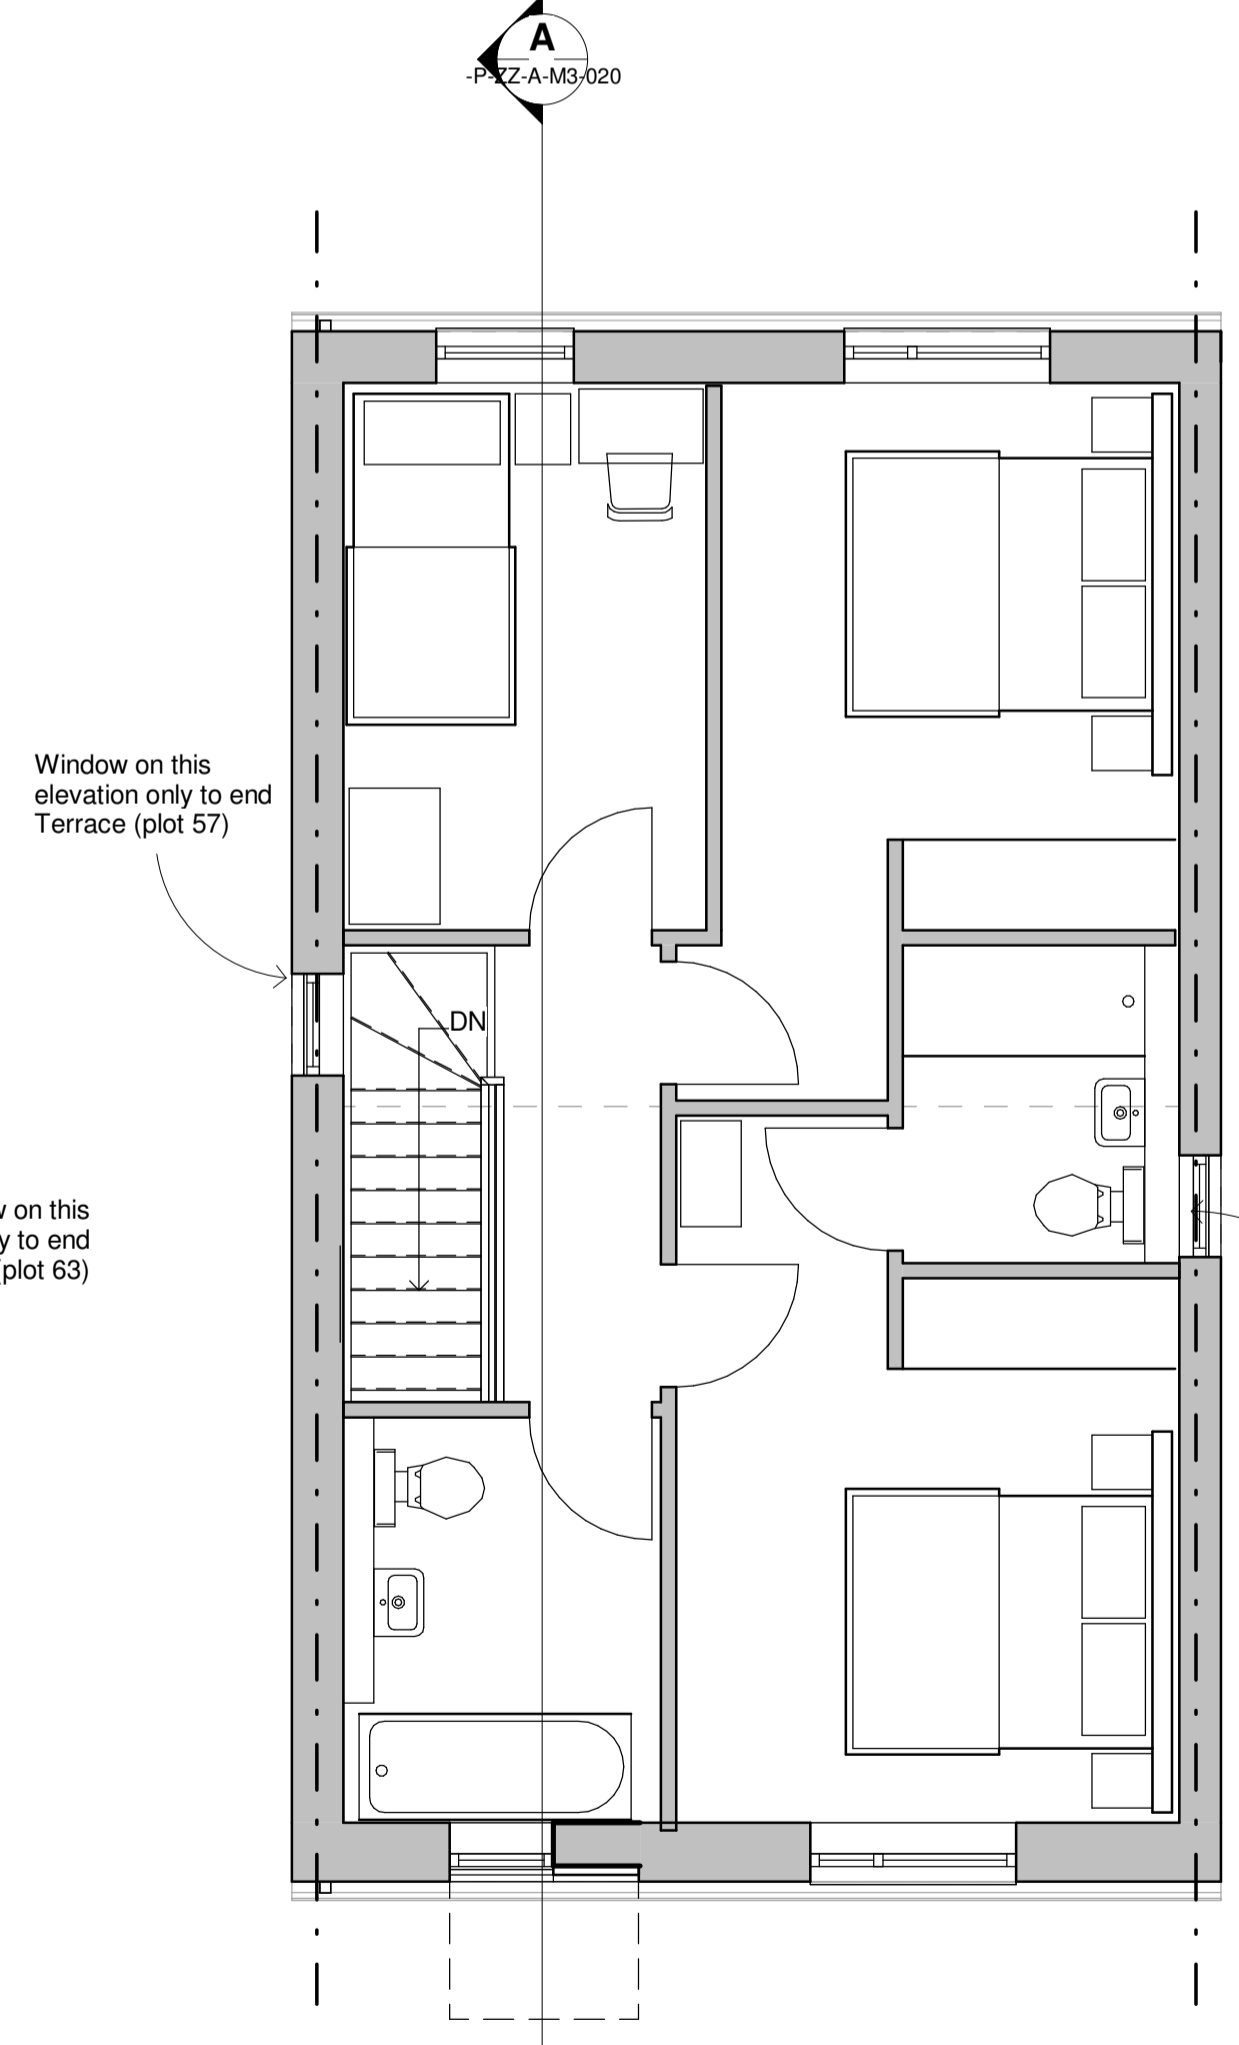 A
-P-ZZ-A-M3-020
Window on this
elevation only to end
Terrace (plot 57)
DN
on this
to end
plot 63)